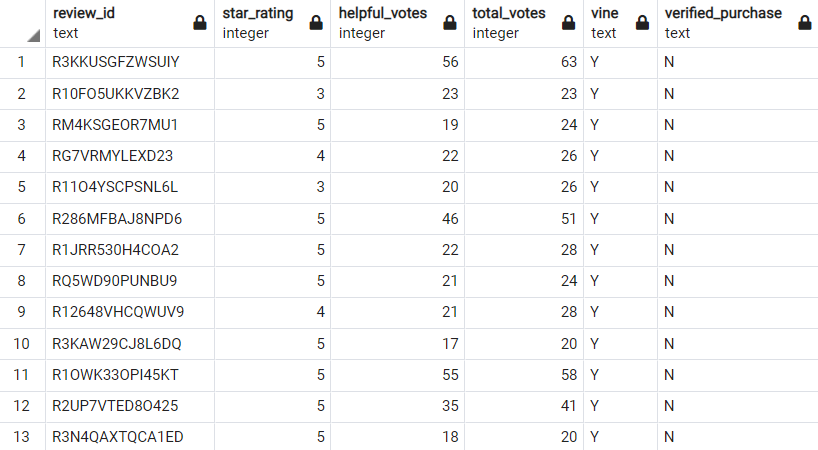 review_id star_rating helpful_votes total_votes vine verified_purchase
text integer integer integer text text
1 R3KKUSGFZWSUIY 5 56 63 Y N
2 R10FO5UKKVZBK2 3 23 23 Y N
3 RM4KSGEOR7MU1 5 19 24 Y N
4 RG7VRMYLEXD23 4 22 26 Y N
5 R11O4YSCPSNL6L 3 20 26 Y N
6 R286MFBAJ8NPD6 5 46 51 Y N
7 R1JRR530H4COA2 5 22 28 Y N
8 RQ5WD90PUNBU9 5 21 24 Y N
9 R12648VHCQWUV9 4 21 28 Y N
10 R3KAW29CJ8L6DQ 5 17 20 Y N
11 R1OWK33OPI45KT 5 55 58 Y N
12 R2UP7VTED8O425 5 35 41 Y N
13 R3N4QAXTQCA1ED 5 18 20 Y N